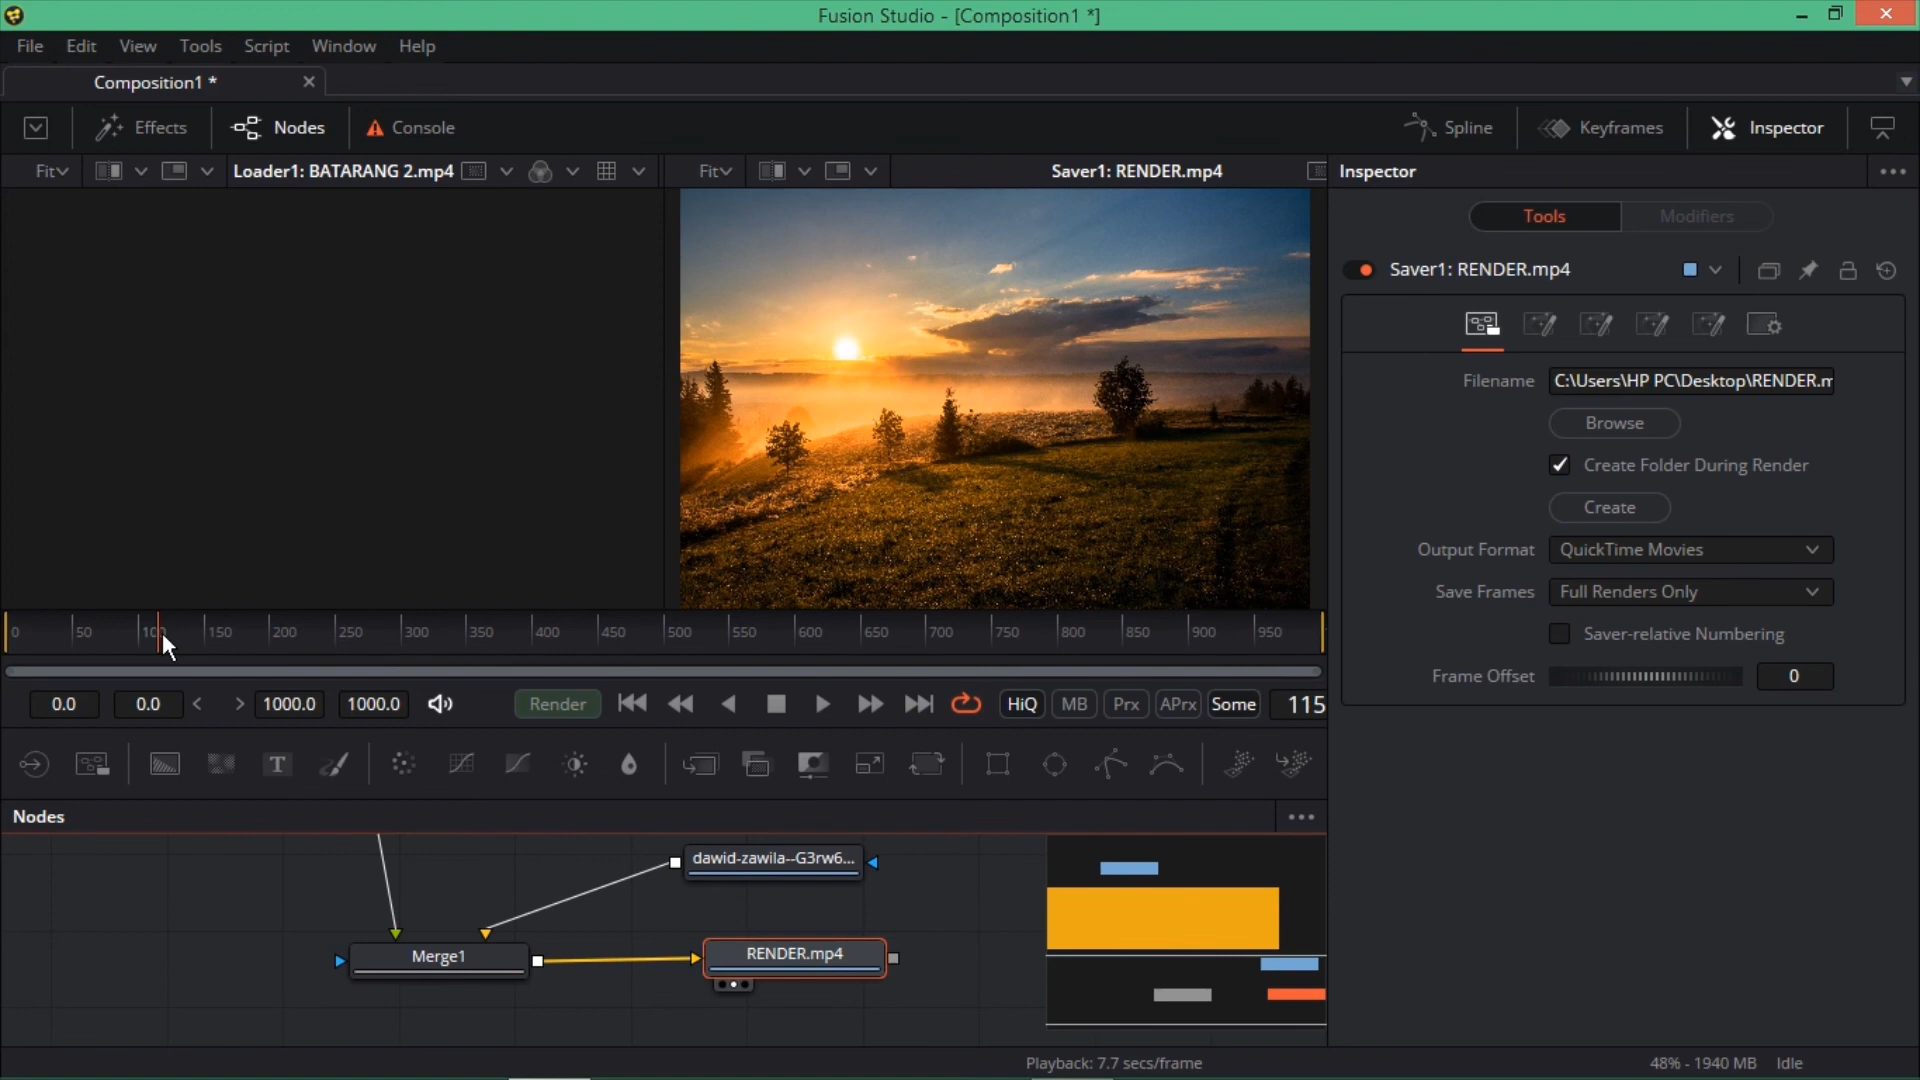 Fusion Studio - [Composition1 *]
File Edit View Tools Script Window Help
Composition1 *
Effects Nodes Console Spline Keyframes Inspector
Fit Loader1: BATARANG 2.mp4 Fit Saver1: RENDER.mp4 Inspector
Tools Modifiers
Saver1: RENDER.mp4
Filename C:\Users\HP PC\Desktop\RENDER.m
Browse
Create Folder During Render
Create
Output Format QuickTime Movies
Save Frames Full Renders Only
Saver-relative Numbering
Frame Offset 0
0 50 100 150 200 250 300 350 400 450 500 550 600 650 700 750 800 850 900 950
0.0 0.0 < > 1000.0 1000.0 Render HiQ MB Prx APrx Some 115
T
Nodes
dawid-zawila--G3rw6...
Merge1
RENDER.mp4
Playback: 7.7 secs/frame 48% - 1940 MB Idle